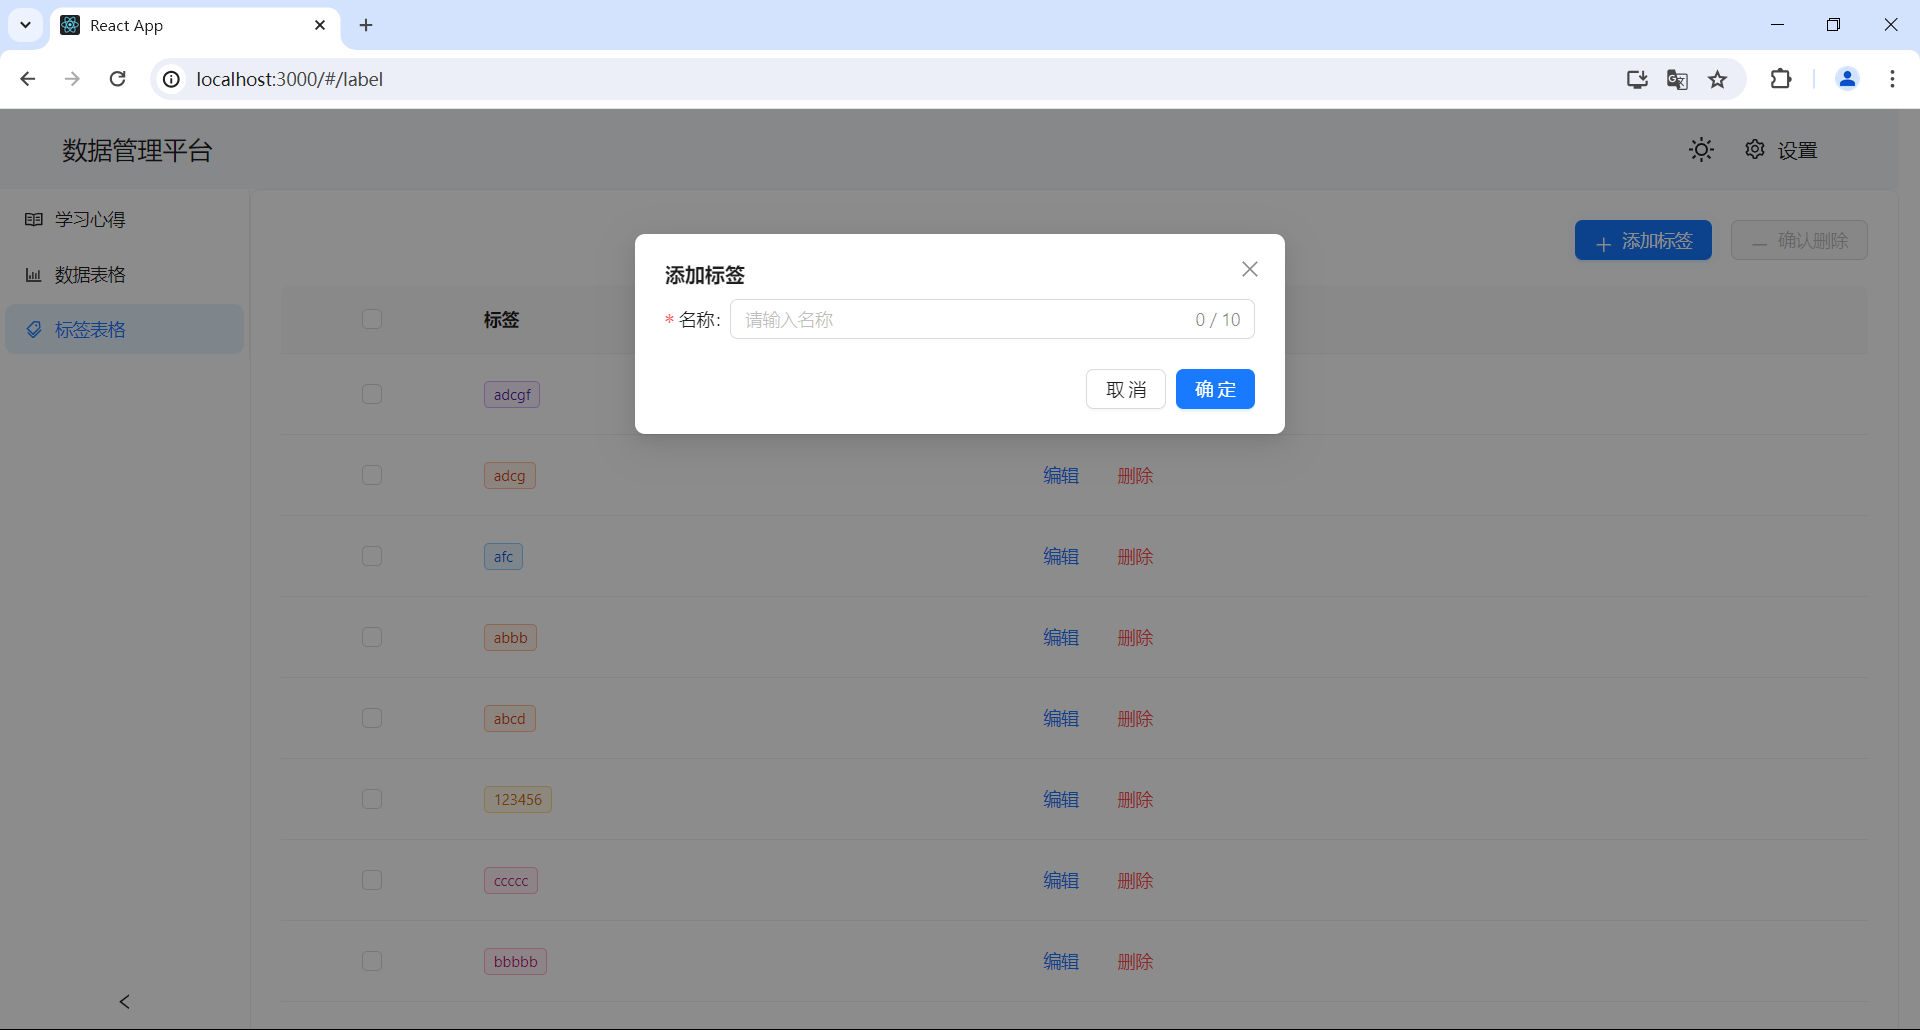 React App
localhost:3000/#/label
数据管理平台
设置
学习心得
数据表格
标签表格
添加标签
确认删除
标签
添加标签
* 名称:
请输入名称
0 / 10
取 消
确 定
adcgf
adcg
编辑
删除
afc
编辑
删除
abbb
编辑
删除
abcd
编辑
删除
123456
编辑
删除
ccccc
编辑
删除
bbbbb
编辑
删除